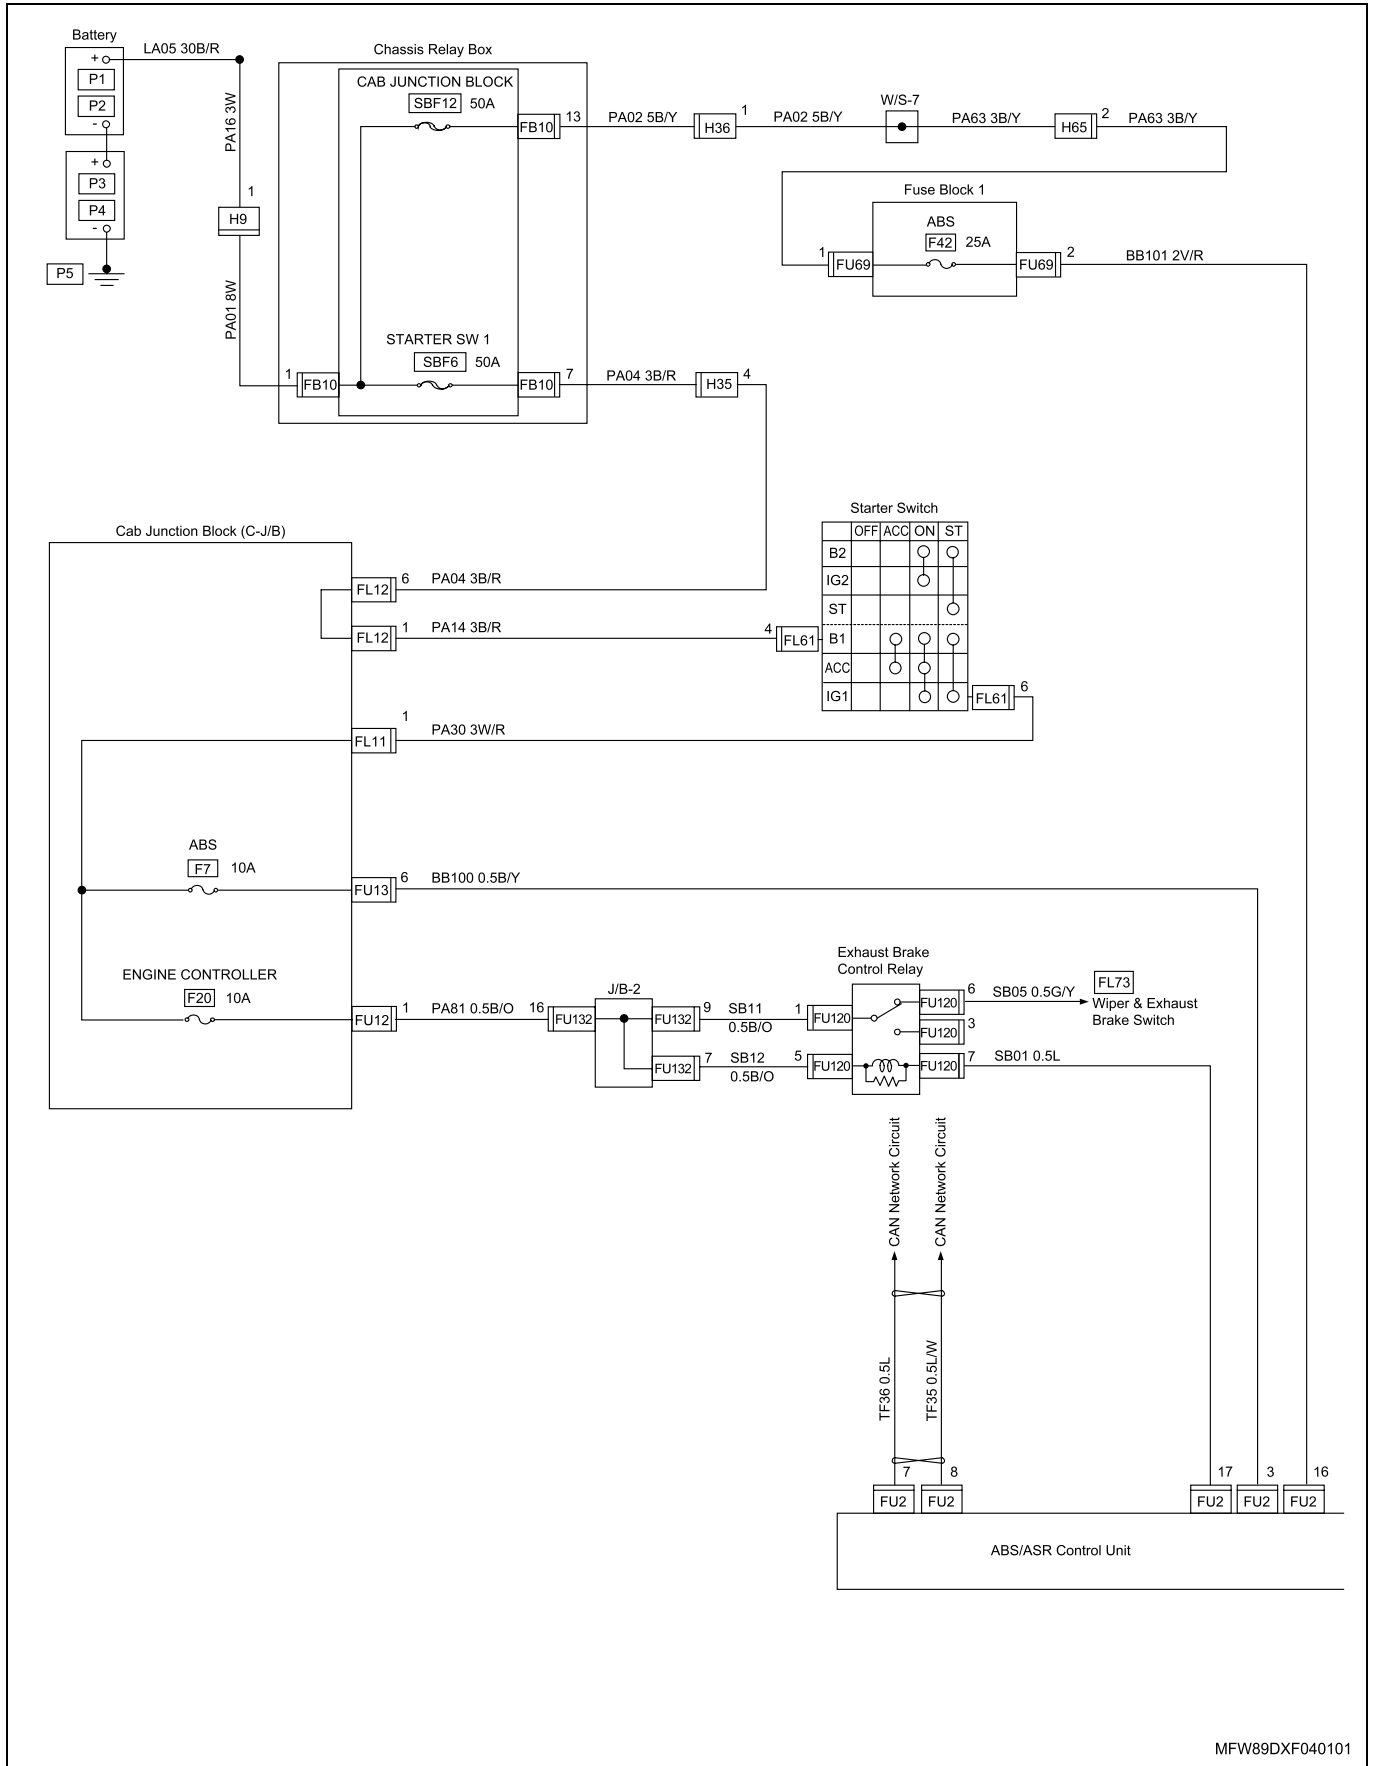 Battery
LA05 30B/R
+
P1
P2
-
+
P3
P4
-
P5
PA16 3W
1
H9
PA01 8W
Chassis Relay Box
CAB JUNCTION BLOCK
SBF12 50A
FB10 13
PA02 5B/Y
H36 1
PA02 5B/Y
W/S-7
PA63 3B/Y
H65 2
PA63 3B/Y
Fuse Block 1
ABS
F42 25A
1 FU69
FU69 2
BB101 2V/R
STARTER SW 1
SBF6 50A
1 FB10
FB10 7
PA04 3B/R
H35 4
Starter Switch
OFF ACC ON ST
B2
IG2
ST
B1
ACC
IG1
4 FL61
FL61 6
Cab Junction Block (C-J/B)
FL12 6 PA04 3B/R
FL12 1 PA14 3B/R
FL11 1 PA30 3W/R
ABS
F7 10A
FU13 6 BB100 0.5B/Y
ENGINE CONTROLLER
F20 10A
FU12 1 PA81 0.5B/O
J/B-2
16 FU132
FU132 9
SB11
0.5B/O
FU132 7
SB12
0.5B/O
Exhaust Brake
Control Relay
1 FU120
5 FU120
FU120 6
FU120 3
FU120 7
SB05 0.5G/Y
FL73
Wiper & Exhaust
Brake Switch
SB01 0.5L
CAN Network Circuit
CAN Network Circuit
TF36 0.5L
TF35 0.5L/W
7 8 17 3 16
FU2 FU2 FU2 FU2 FU2
ABS/ASR Control Unit
MFW89DXF040101